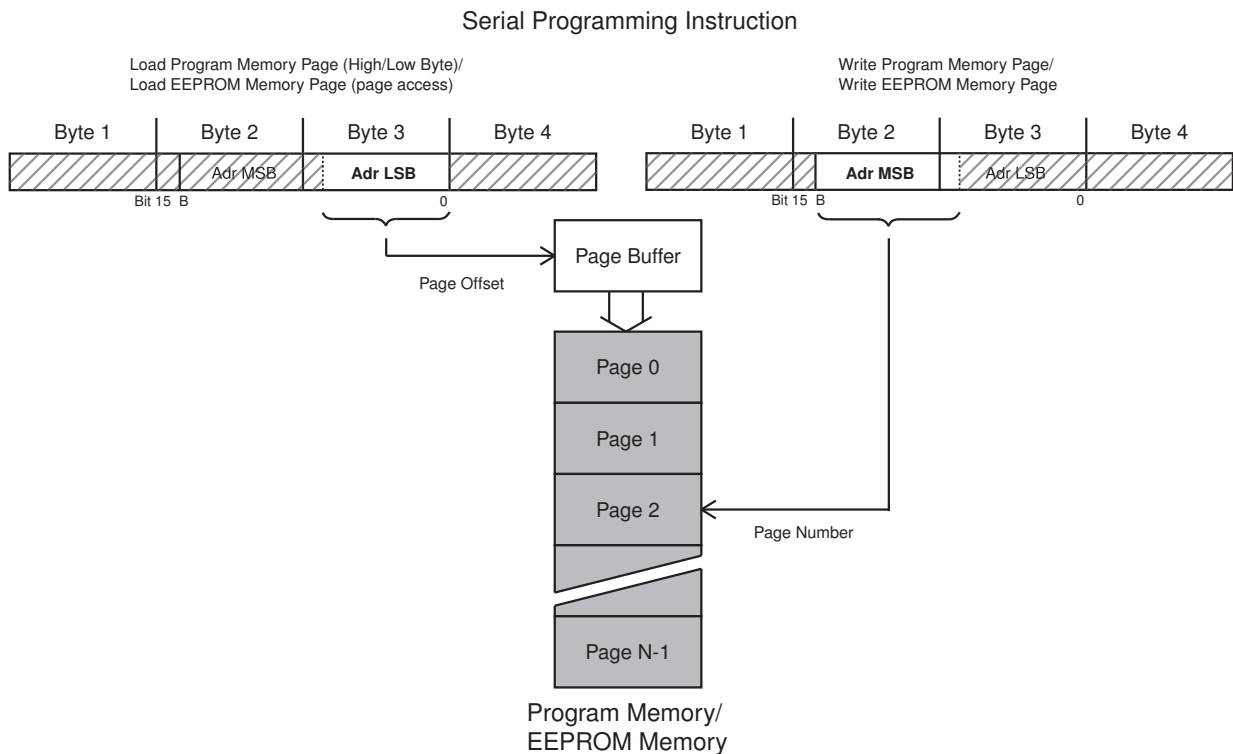 Serial Programming Instruction
Load Program Memory Page (High/Low Byte)/
Load EEPROM Memory Page (page access)
Write Program Memory Page/
Write EEPROM Memory Page
Byte 1 Byte 2 Byte 3 Byte 4
Byte 1 Byte 2 Byte 3 Byte 4
Adr MSB Adr LSB
Adr MSB Adr LSB
Bit 15 B 0
Bit 15 B 0
Page Buffer
Page Offset
Page 0
Page 1
Page 2
Page Number
Page N-1
Program Memory/
EEPROM Memory